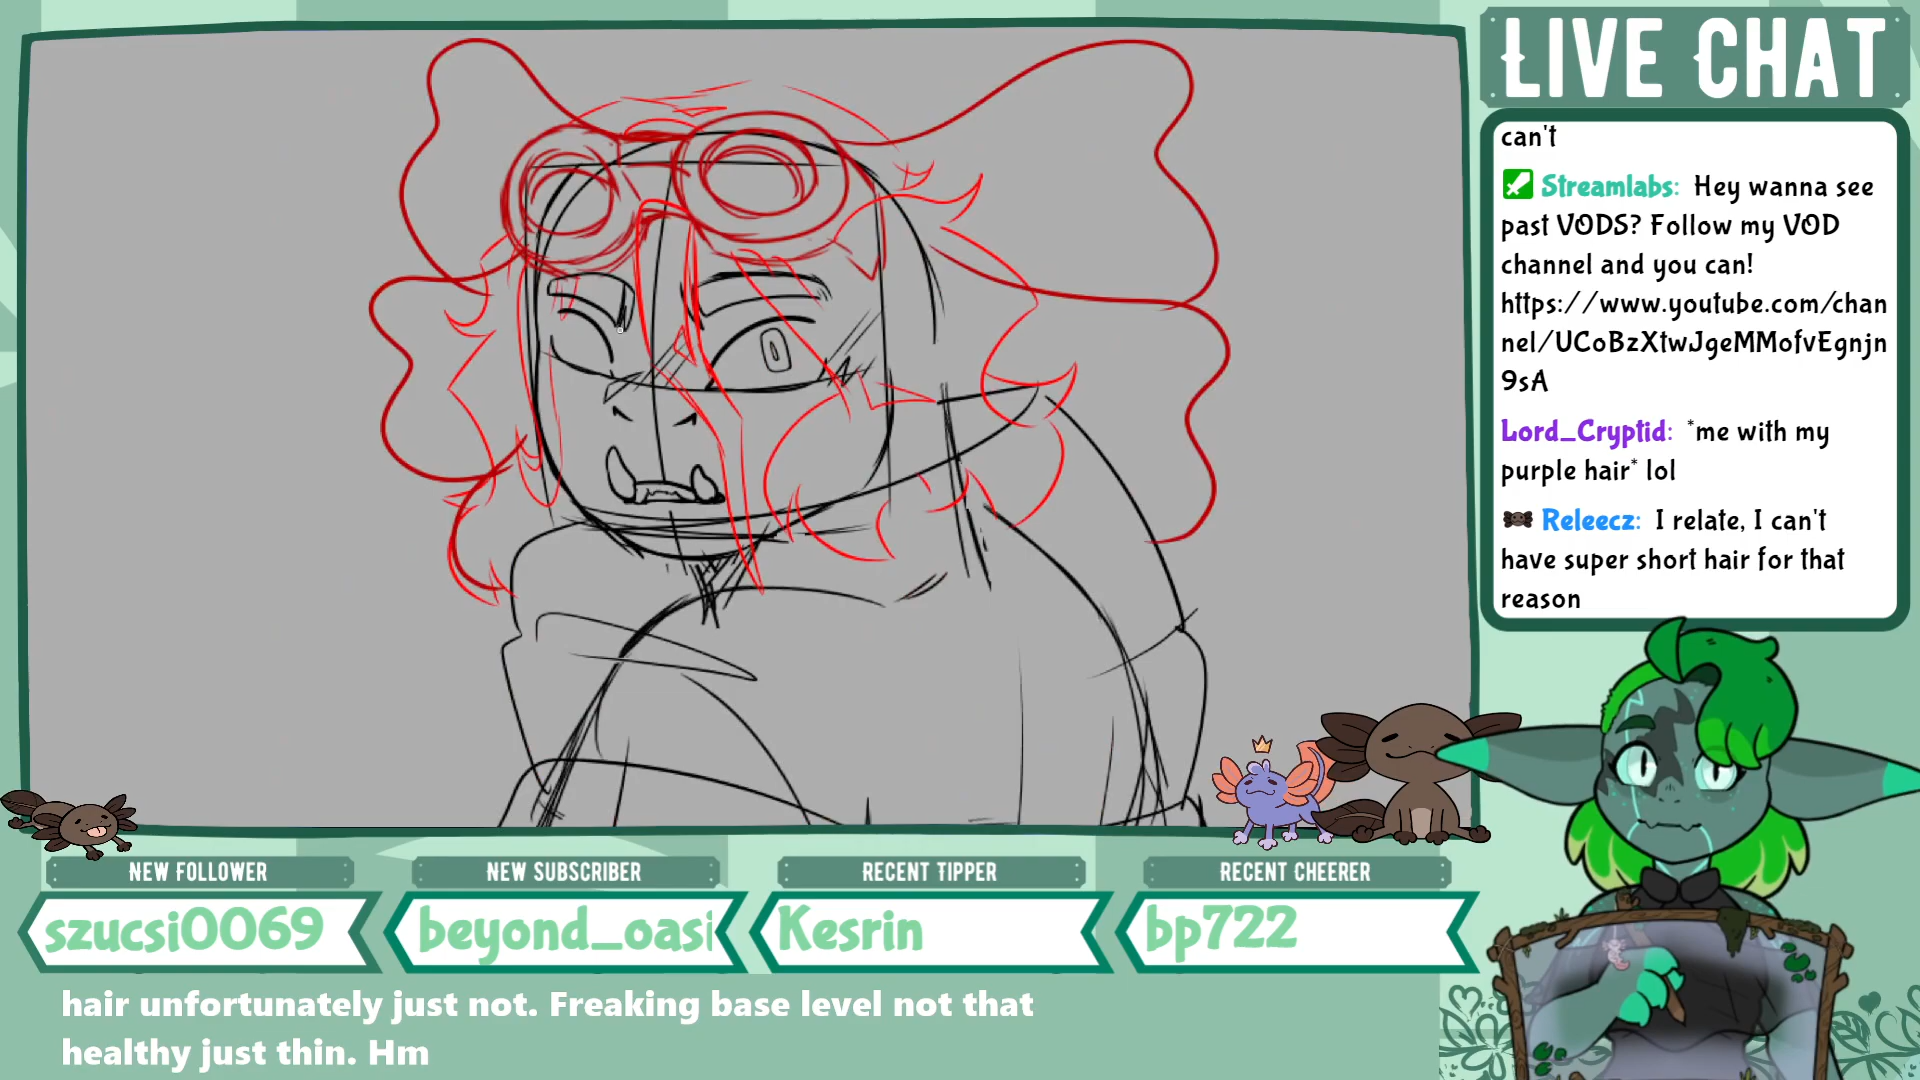 LIVE CHAT
can't
Streamlabs: Hey wanna see
past VODS? Follow my VOD
channel and you can!
https://www.youtube.com/chan
nel/UCoBzXtwJgeMMofvEgnjn
9sA
Lord_Cryptid: *me with my
purple hair* lol
Releecz: I relate, I can't
have super short hair for that
reason
NEW FOLLOWER
szucsi0069
NEW SUBSCRIBER
beyond_oasi
RECENT TIPPER
Kesrin
RECENT CHEERER
bp722
hair unfortunately just not. Freaking base level not that
healthy just thin. Hm